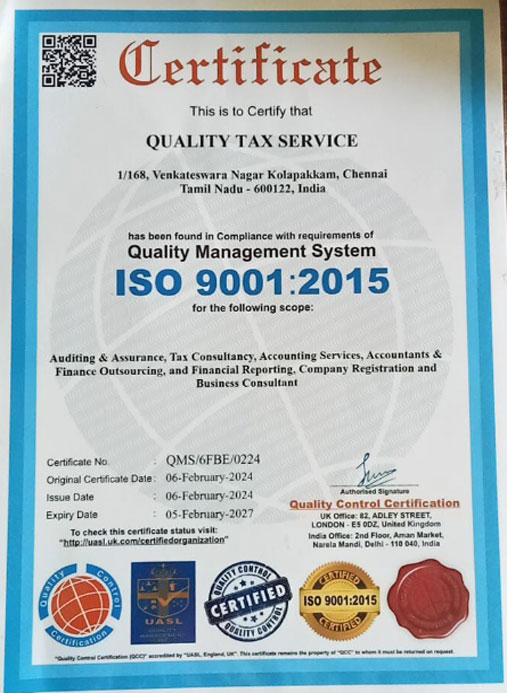 Certificate
This is to Certify that
QUALITY TAX SERVICE
1/168, Venkateswara Nagar Kolapakkam, Chennai
Tamil Nadu - 600122, India
has been found in Compliance with requirements of
Quality Management System
ISO 9001:2015
for the following scope:
Auditing & Assurance, Tax Consultancy, Accounting Services, Accountants &
Finance Outsourcing, and Financial Reporting, Company Registration and
Business Consultant
Certificate No. : QMS/6FBE/0224
Original Certificate Date : 06-February-2024
Issue Date : 06-February-2024
Expiry Date : 05-February-2027
To check this certificate status visit:
"http://uasl.uk.com/certifiedorganization"
Authorised Signature
Quality Control Certification
UK Office: 82, ADLEY STREET,
LONDON - E5 0DZ, United Kingdom
India Office: 2nd Floor, Aman Market,
Narela Mandi, Delhi - 110 040, India
Quality Control
Certification
UASL
QUALITY
MANAGEMENT
QUALITY CONTROL
CERTIFIED
QUALITY CONTROL
CERTIFIED
ISO 9001:2015
CERTIFIED
"Quality Control Certification (QCC)" accredited by "UASL, England, UK". This certificate remains the property of "QCC" to whom it must be returned on request.